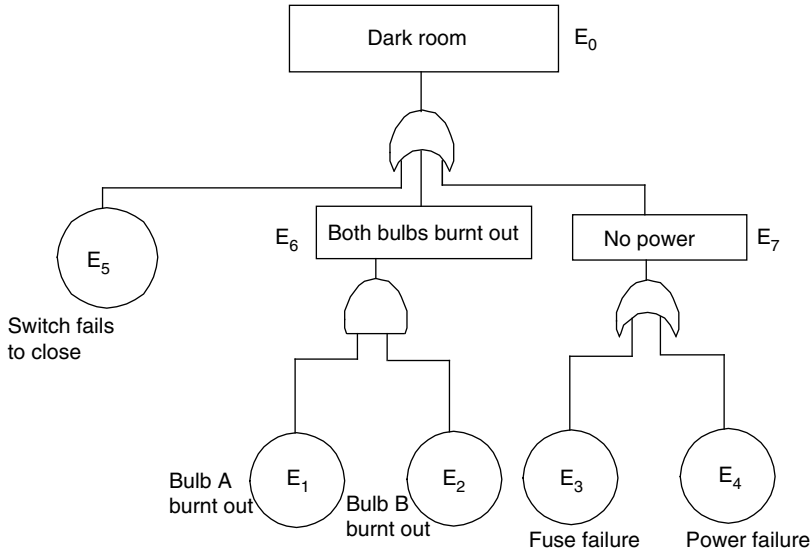 Dark room
E0
E6
Both bulbs burnt out
No power
E7
E5
Switch fails
to close
E1
E2
E3
E4
Bulb A
burnt out
Bulb B
burnt out
Fuse failure
Power failure